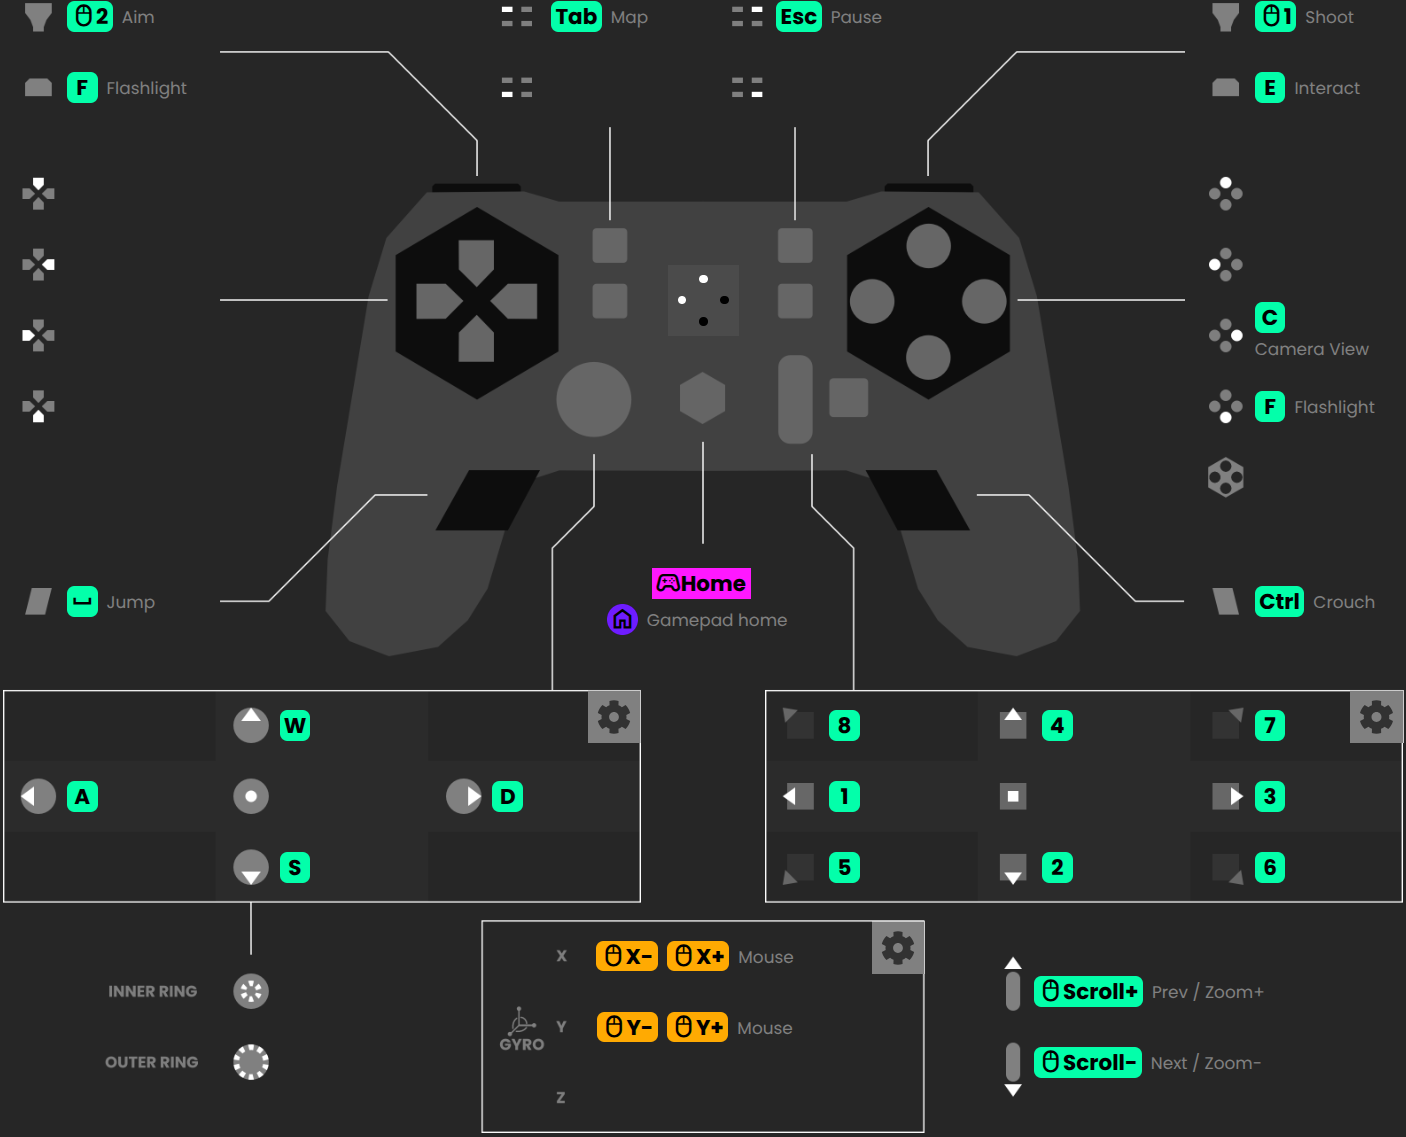 2 Aim
Tab Map
Esc Pause
1 Shoot
F Flashlight
E Interact
C
Camera View
F Flashlight
Jump
Home
Gamepad home
Ctrl Crouch
W
A
D
S
8
4
7
1
3
5
2
6
X X- X+ Mouse
INNER RING
Scroll+ Prev / Zoom+
Y Y- Y+ Mouse
GYRO
OUTER RING
Scroll- Next / Zoom-
Z